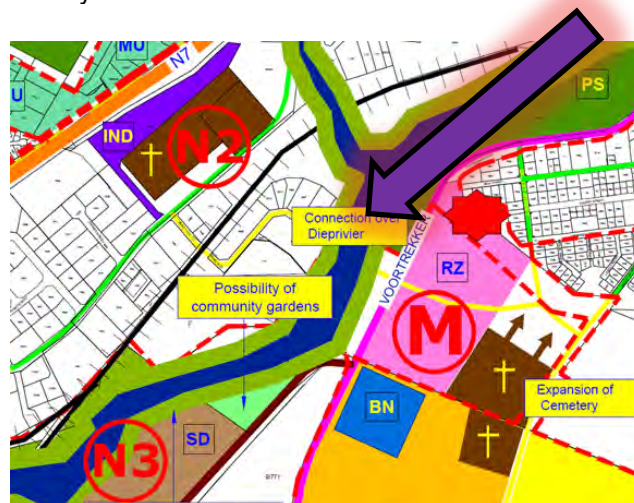 MU
U
N7
PS
IND
N2
Connection over
Dieprivier
VOORTREKKER
RZ
Possibility of
community gardens
M
Expansion of
Cemetery
BN
SD
N3